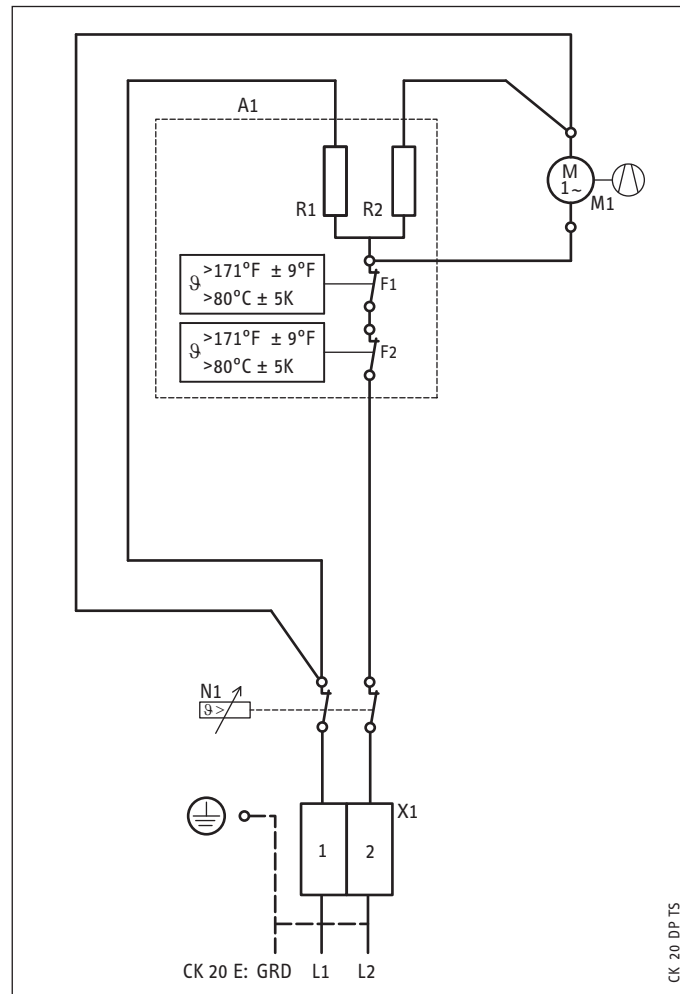 A1
M
1~
M1
R1
R2
ϑ >171°F ± 9°F
>80°C ± 5K
F1
ϑ >171°F ± 9°F
>80°C ± 5K
F2
N1
ϑ>
X1
1
2
CK 20 E: GRD L1 L2
CK 20 DP TS